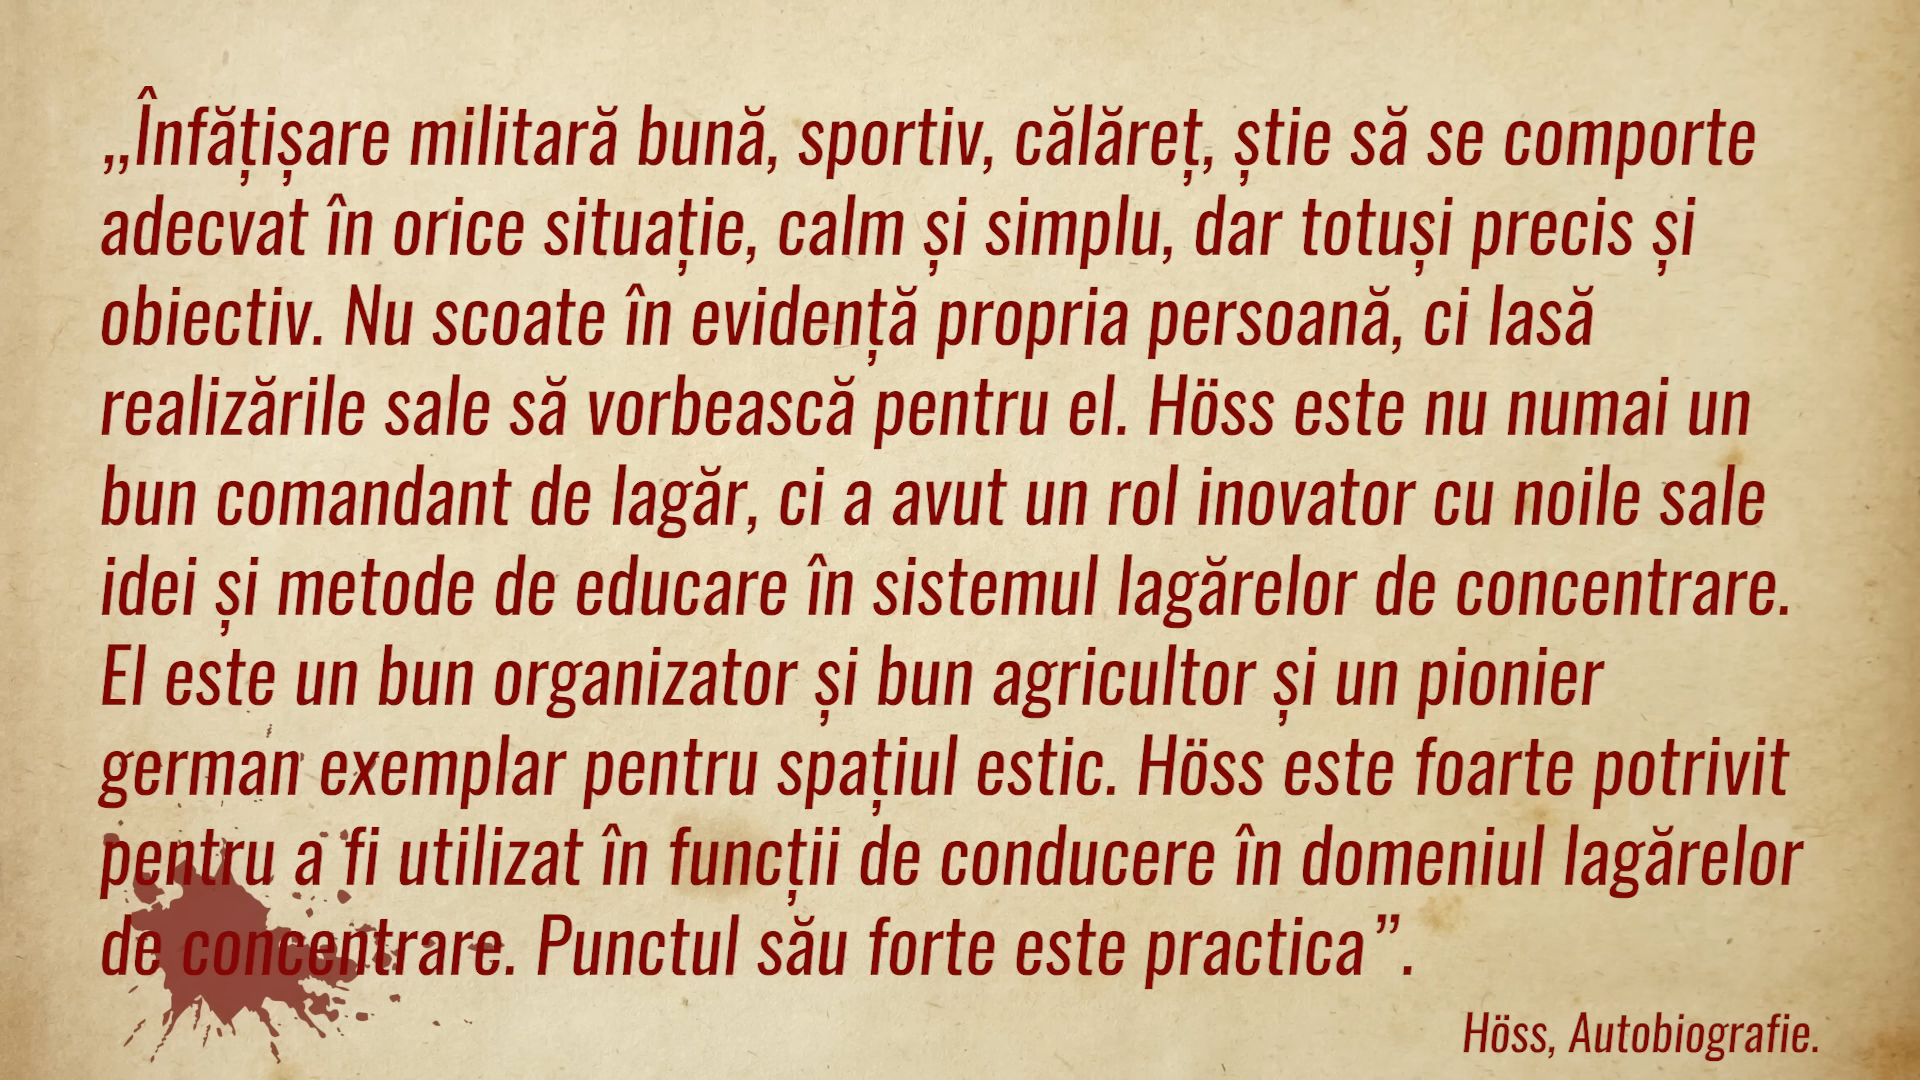 „Înfățișare militară bună, sportiv, călăreț, știe să se comporte
adecvat în orice situație, calm și simplu, dar totuși precis și
obiectiv. Nu scoate în evidență propria persoană, ci lasă
realizările sale să vorbească pentru el. Höss este nu numai un
bun comandant de lagăr, ci a avut un rol inovator cu noile sale
idei și metode de educare în sistemul lagărelor de concentrare.
El este un bun organizator și bun agricultor și un pionier
german exemplar pentru spațiul estic. Höss este foarte potrivit
pentru a fi utilizat în funcții de conducere în domeniul lagărelor
de concentrare. Punctul său forte este practica”.
Höss, Autobiografie.